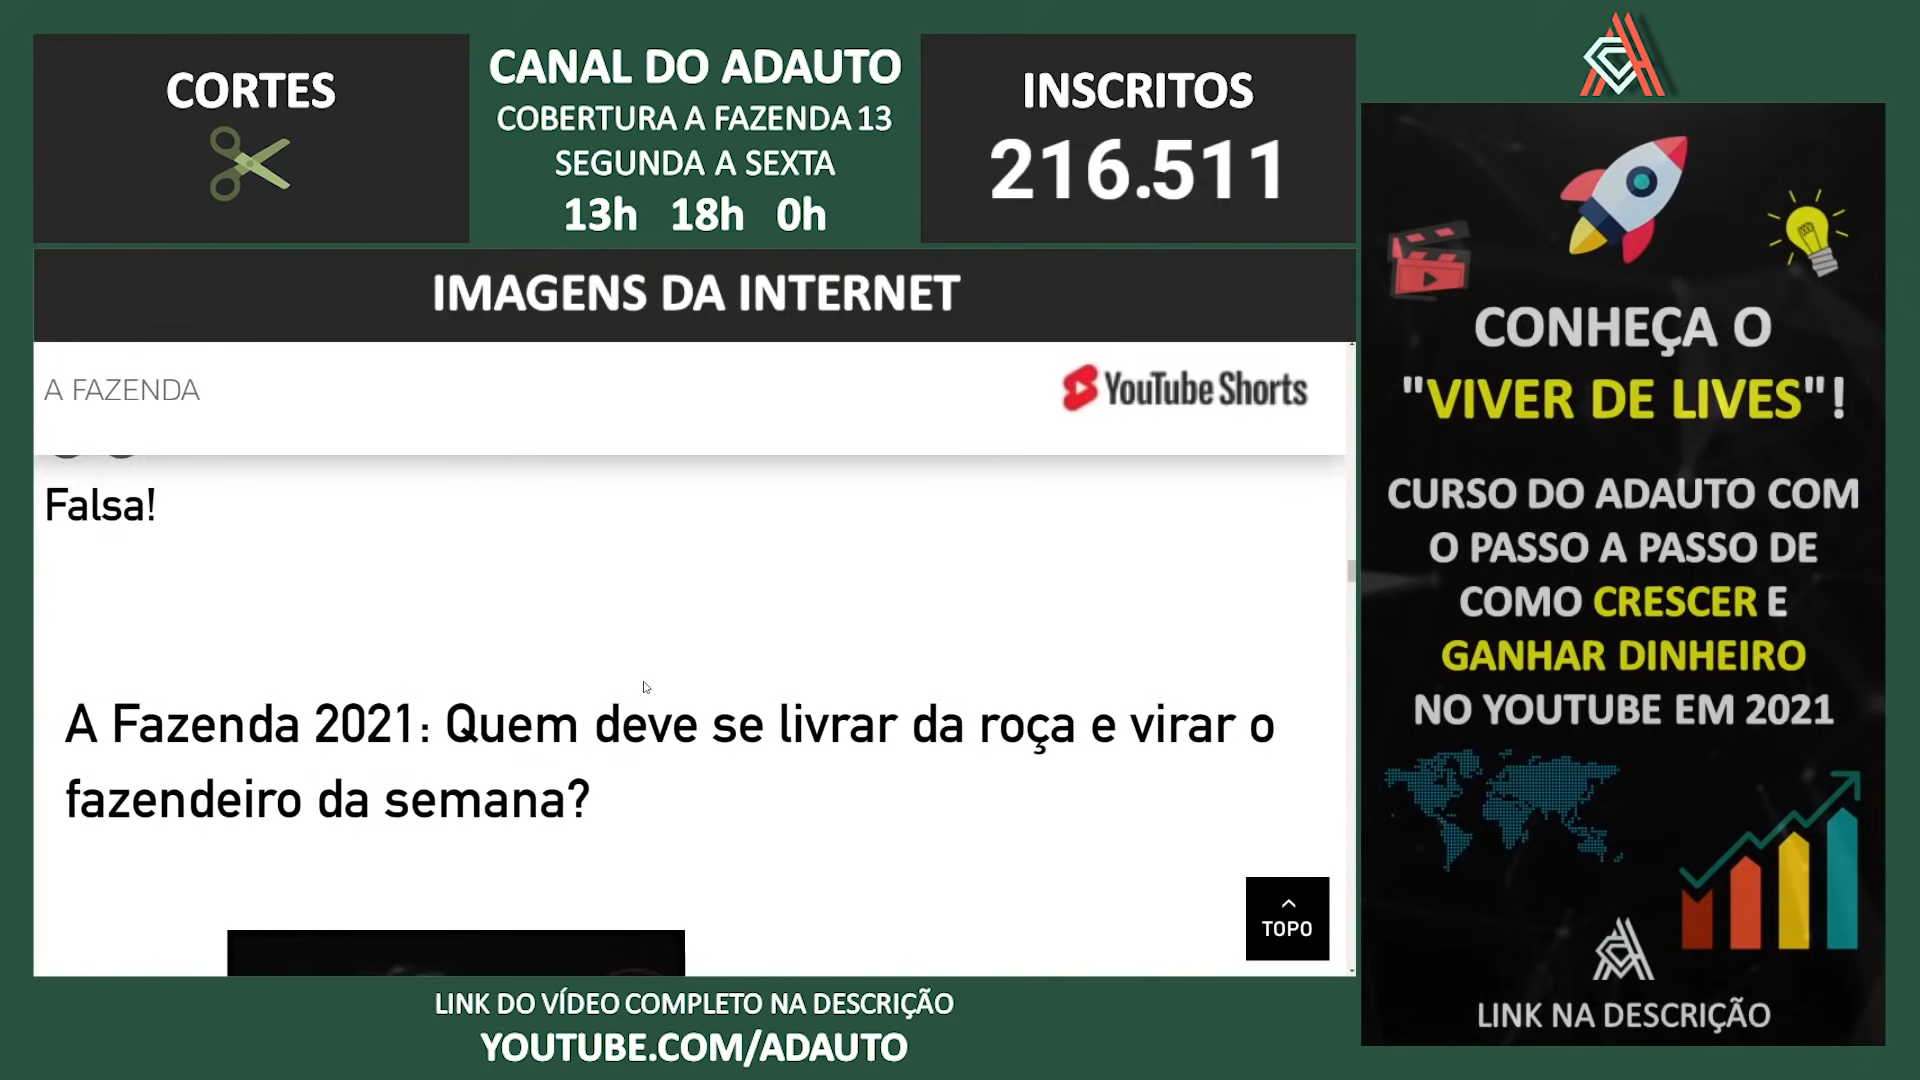 CORTES
CANAL DO ADAUTO
COBERTURA A FAZENDA 13
SEGUNDA A SEXTA
13h 18h 0h
INSCRITOS
216.511
IMAGENS DA INTERNET
A FAZENDA
YouTube Shorts
Falsa!
A Fazenda 2021: Quem deve se livrar da roça e virar o
fazendeiro da semana?
TOPO
LINK DO VÍDEO COMPLETO NA DESCRIÇÃO
YOUTUBE.COM/ADAUTO
CONHEÇA O
"VIVER DE LIVES"!
CURSO DO ADAUTO COM
O PASSO A PASSO DE
COMO CRESCER E
GANHAR DINHEIRO
NO YOUTUBE EM 2021
LINK NA DESCRIÇÃO